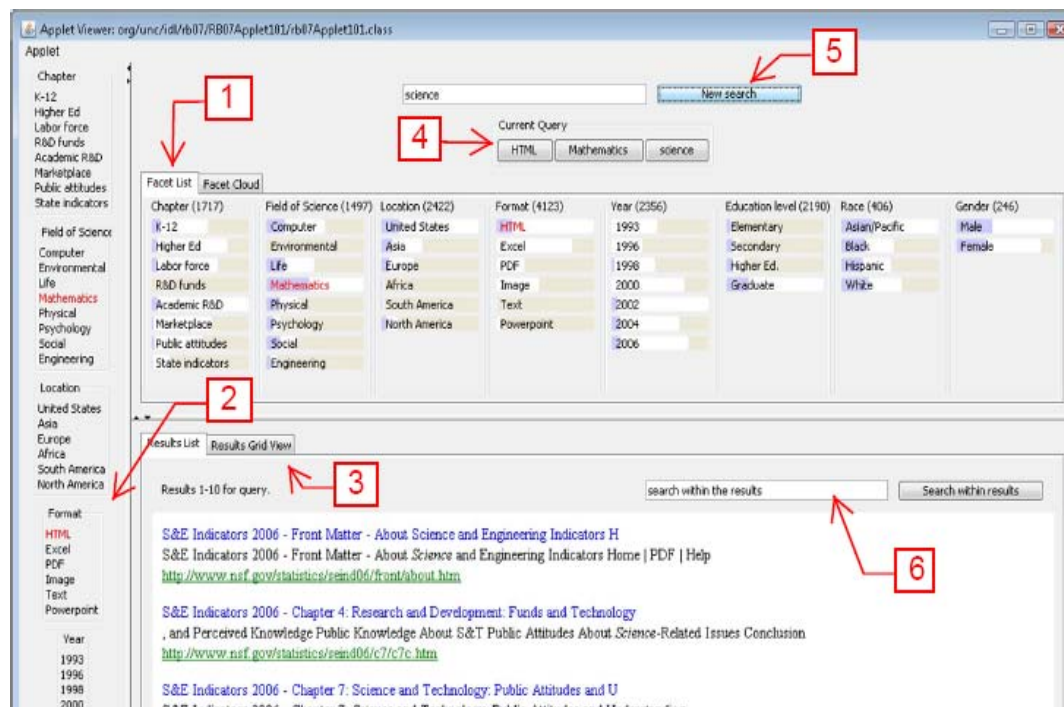 Applet Viewer: org/unc/idl/rb07/RB07Applet101/rb07Applet101.class
Applet
Chapter
K-12
Higher Ed
Labor force
R&D funds
Academic R&D
Marketplace
Public attitudes
State indicators
Field of Science
Computer
Environmental
Life
Mathematics
Physical
Psychology
Social
Engineering
Location
United States
Asia
Europe
Africa
South America
North America
Format
HTML
Excel
PDF
Image
Text
Powerpoint
Year
1993
1996
1998
2000
1
2
3
4
5
6
science New search
Current Query
HTML Mathematics science
Facet List Facet Cloud
Chapter (1717) Field of Science (1497) Location (2422) Format (4123) Year (2356) Education level (2190) Race (406) Gender (246)
K-12 Computer United States HTML 1993 Elementary Asian/Pacific Male
Higher Ed Environmental Asia Excel 1996 Secondary Black Female
Labor force Life Europe PDF 1998 Higher Ed. Hispanic
R&D funds Mathematics Africa Image 2000 Graduate White
Academic R&D Physical South America Text 2002
Marketplace Psychology North America Powerpoint 2004
Public attitudes Social 2006
State indicators Engineering
Results List Results Grid View
Results 1-10 for query. search within the results Search within results
S&E Indicators 2006 - Front Matter - About Science and Engineering Indicators H
S&E Indicators 2006 - Front Matter - About Science and Engineering Indicators Home | PDF | Help
http://www.nsf.gov/statistics/seind06/front/about.htm
S&E Indicators 2006 - Chapter 4: Research and Development: Funds and Technology
, and Perceived Knowledge Public Knowledge About S&T Public Attitudes About Science-Related Issues Conclusion
http://www.nsf.gov/statistics/seind06/c7/c7c.htm
S&E Indicators 2006 - Chapter 7: Science and Technology: Public Attitudes and U